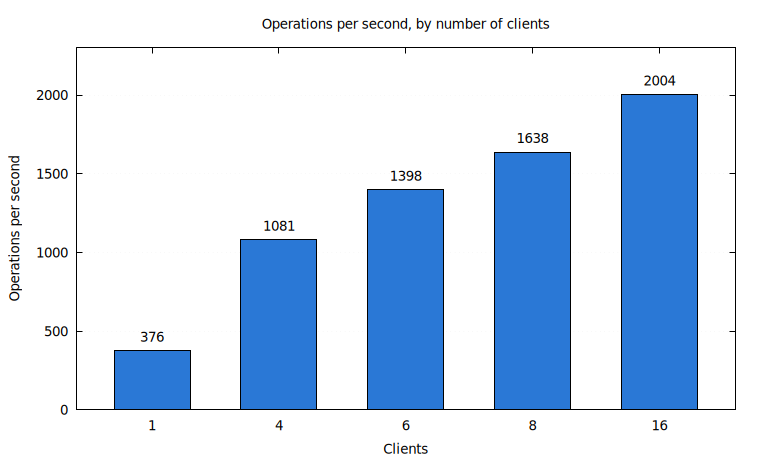 Operations per second, by number of clients
2004
2000
1638
1500
1398
1081
1000
Operations per second
500
376
0
1 4 6 8 16
Clients